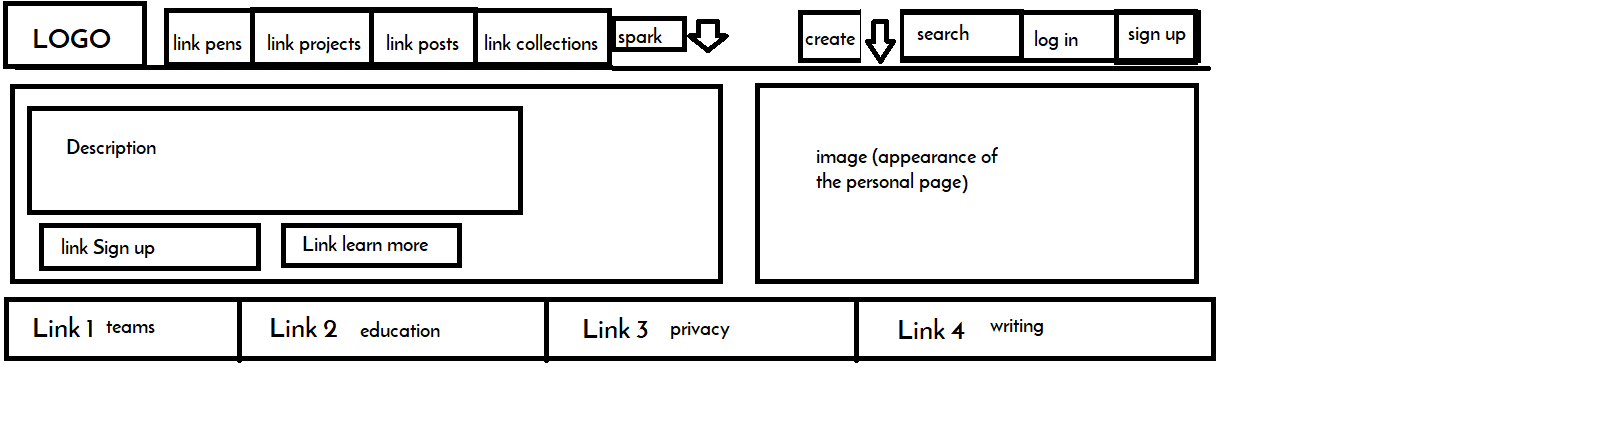 LOGO
link pens
link projects
link posts
link collections
spark
create
search
log in
sign up
Description
link Sign up
Link learn more
image (appearance of
the personal page)
Link 1 teams
Link 2 education
Link 3 privacy
Link 4 writing